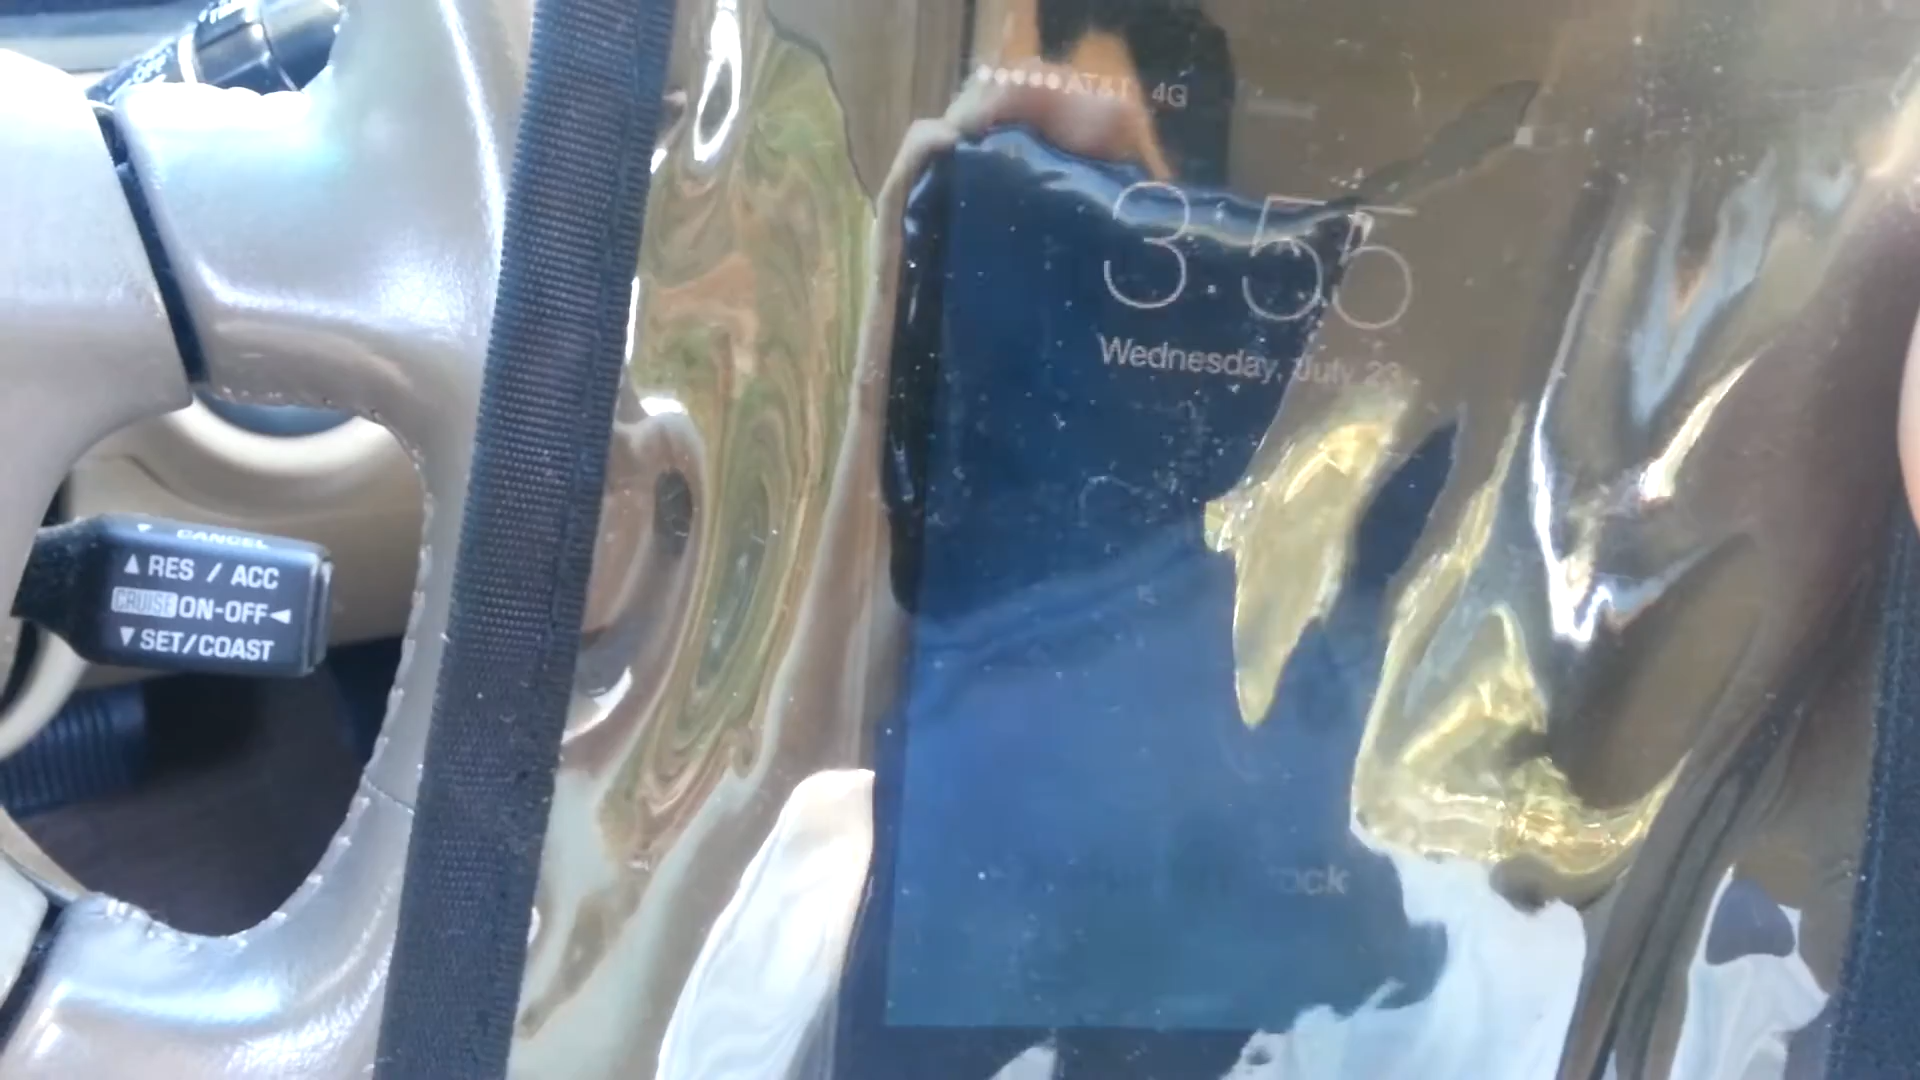 CANCEL
▲ RES / ACC
CRUISE ON-OFF ◄
▼ SET/COAST
AT&T 4G
3:55
Wednesday, July 23